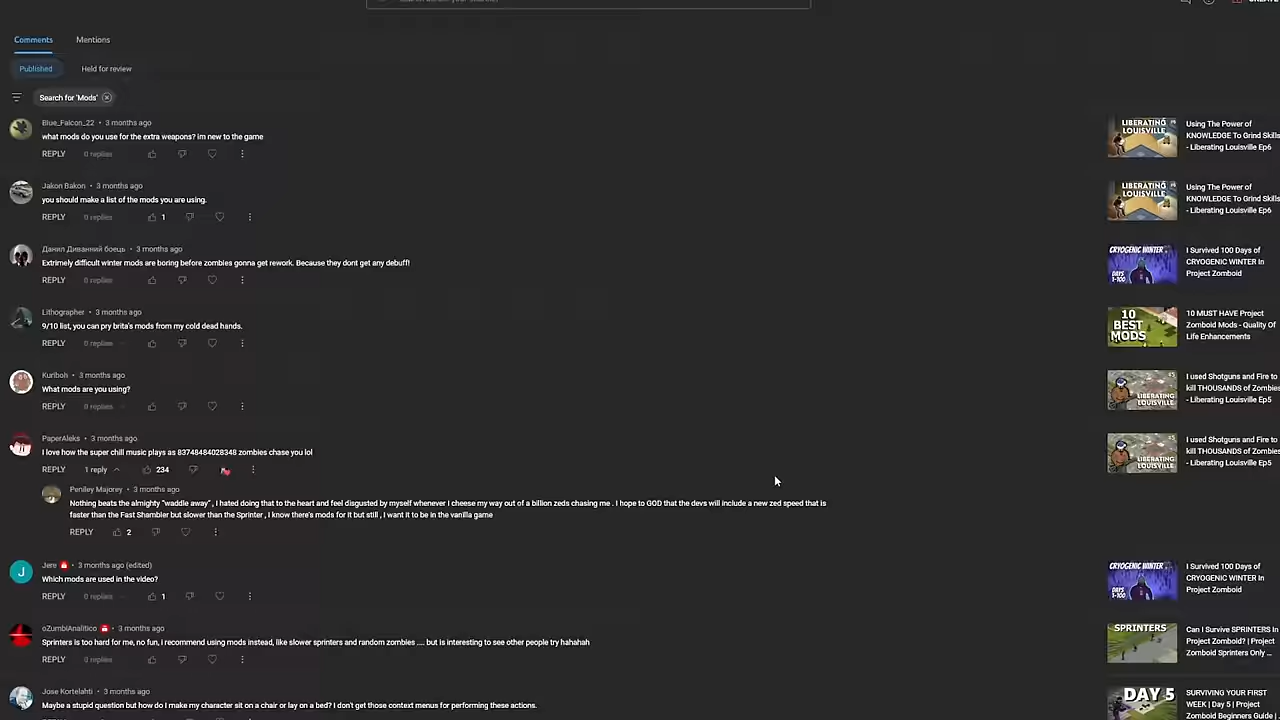 CREATE
Comments Mentions
Published Held for review
Search for 'Mods'
Blue_Falcon_22 • 3 months ago
what mods do you use for the extra weapons? im new to the game
REPLY 0 replies
LIBERATING LOUISVILLE
Using The Power of
KNOWLEDGE To Grind Skills
- Liberating Louisville Ep6
Jakon Bakon • 3 months ago
you should make a list of the mods you are using.
REPLY 0 replies 1
LIBERATING LOUISVILLE
Using The Power of
KNOWLEDGE To Grind Skills
- Liberating Louisville Ep6
Данил Диванний боець • 3 months ago
Extrimely difficult winter mods are boring before zombies gonna get rework. Because they dont get any debuff!
REPLY 0 replies
CRYOGENIC WINTER
DAYS
1-100
I Survived 100 Days of
CRYOGENIC WINTER In
Project Zomboid
Lithographer • 3 months ago
9/10 list, you can pry brita's mods from my cold dead hands.
REPLY 0 replies
10
BEST
MODS
10 MUST HAVE Project
Zomboid Mods - Quality Of
Life Enhancements
Kuriboh • 3 months ago
What mods are you using?
REPLY 0 replies
LIBERATING LOUISVILLE
I used Shotguns and Fire to
kill THOUSANDS of Zombies
- Liberating Louisville Ep5
PaperAleks • 3 months ago
I love how the super chill music plays as 83748484028348 zombies chase you lol
REPLY 1 reply 234
LIBERATING LOUISVILLE
I used Shotguns and Fire to
kill THOUSANDS of Zombies
- Liberating Louisville Ep5
Peniley Majorey • 3 months ago
Nothing beats the almighty "waddle away" , I hated doing that to the heart and feel disgusted by myself whenever I cheese my way out of a billion zeds chasing me . I hope to GOD that the devs will include a new zed speed that is
faster than the Fast Shambler but slower than the Sprinter , I know there's mods for it but still , I want it to be in the vanilla game
REPLY 2
J
Jere • 3 months ago (edited)
Which mods are used in the video?
REPLY 0 replies 1
CRYOGENIC WINTER
DAYS
1-100
I Survived 100 Days of
CRYOGENIC WINTER In
Project Zomboid
oZumbiAnalitico • 3 months ago
Sprinters is too hard for me, no fun, i recommend using mods instead, like slower sprinters and random zombies .... but is interesting to see other people try hahahah
REPLY 0 replies
SPRINTERS
Can I Survive SPRINTERS In
Project Zomboid? | Project
Zomboid Sprinters Only ...
Jose Kortelahti • 3 months ago
Maybe a stupid question but how do I make my character sit on a chair or lay on a bed? I don't get those context menus for performing these actions.
DAY 5
SURVIVING YOUR FIRST
WEEK | Day 5 | Project
Zomboid Beginners Guide |